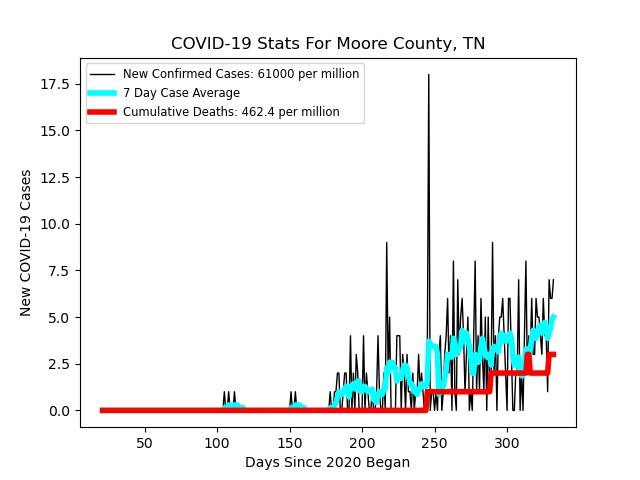 COVID-19 Stats For Moore County, TN
New Confirmed Cases: 61000 per million
7 Day Case Average
Cumulative Deaths: 462.4 per million
New COVID-19 Cases
17.5
15.0
12.5
10.0
7.5
5.0
2.5
0.0
50 100 150 200 250 300
Days Since 2020 Began